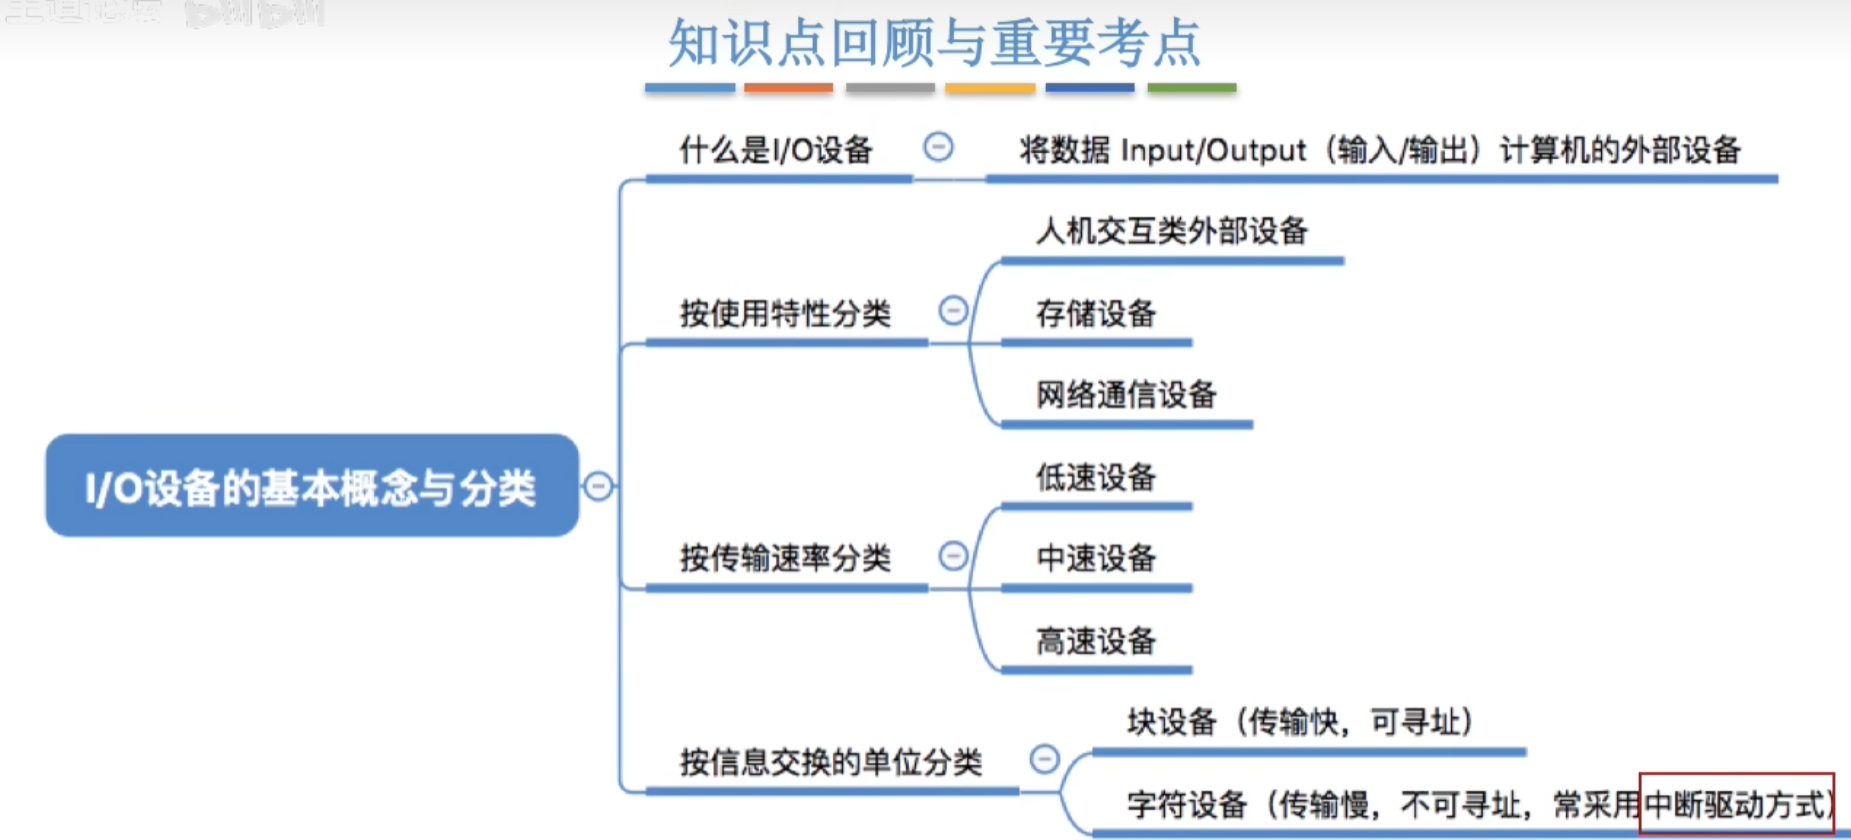 知识点回顾与重要考点
什么是I/O设备
将数据 Input/Output（输入/输出）计算机的外部设备
人机交互类外部设备
按使用特性分类
存储设备
网络通信设备
I/O设备的基本概念与分类
低速设备
按传输速率分类
中速设备
高速设备
块设备（传输快，可寻址）
按信息交换的单位分类
字符设备（传输慢，不可寻址，常采用中断驱动方式）